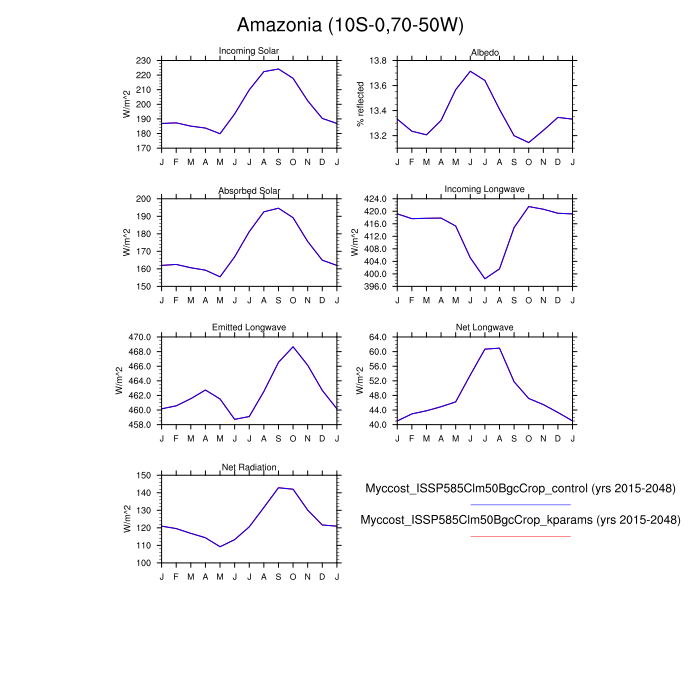 Amazonia (10S-0,70-50W)
Incoming Solar
W/m^2
230
220
210
200
190
180
170
J F M A M J J A S O N D J
Albedo
% reflected
13.8
13.6
13.4
13.2
J F M A M J J A S O N D J
Absorbed Solar
W/m^2
200
190
180
170
160
150
J F M A M J J A S O N D J
Incoming Longwave
W/m^2
424.0
420.0
416.0
412.0
408.0
404.0
400.0
396.0
J F M A M J J A S O N D J
Emitted Longwave
W/m^2
470.0
468.0
466.0
464.0
462.0
460.0
458.0
J F M A M J J A S O N D J
Net Longwave
W/m^2
64.0
60.0
56.0
52.0
48.0
44.0
40.0
J F M A M J J A S O N D J
Net Radiation
W/m^2
150
140
130
120
110
100
J F M A M J J A S O N D J
Myccost_ISSP585Clm50BgcCrop_control (yrs 2015-2048)
Myccost_ISSP585Clm50BgcCrop_kparams (yrs 2015-2048)